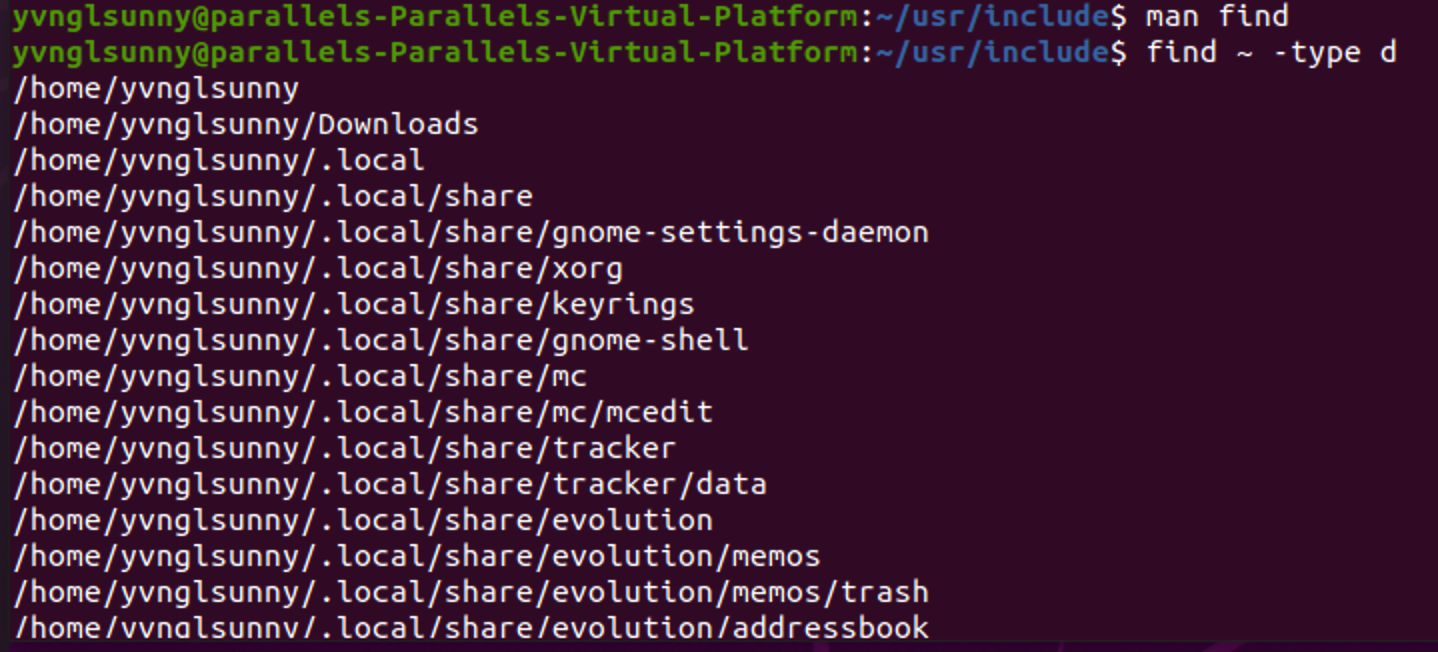 yvnglsunny@parallels-Parallels-Virtual-Platform:~/usr/include$ man find
yvnglsunny@parallels-Parallels-Virtual-Platform:~/usr/include$ find ~ -type d
/home/yvnglsunny
/home/yvnglsunny/Downloads
/home/yvnglsunny/.local
/home/yvnglsunny/.local/share
/home/yvnglsunny/.local/share/gnome-settings-daemon
/home/yvnglsunny/.local/share/xorg
/home/yvnglsunny/.local/share/keyrings
/home/yvnglsunny/.local/share/gnome-shell
/home/yvnglsunny/.local/share/mc
/home/yvnglsunny/.local/share/mc/mcedit
/home/yvnglsunny/.local/share/tracker
/home/yvnglsunny/.local/share/tracker/data
/home/yvnglsunny/.local/share/evolution
/home/yvnglsunny/.local/share/evolution/memos
/home/yvnglsunny/.local/share/evolution/memos/trash
/home/yvnglsunny/.local/share/evolution/addressbook